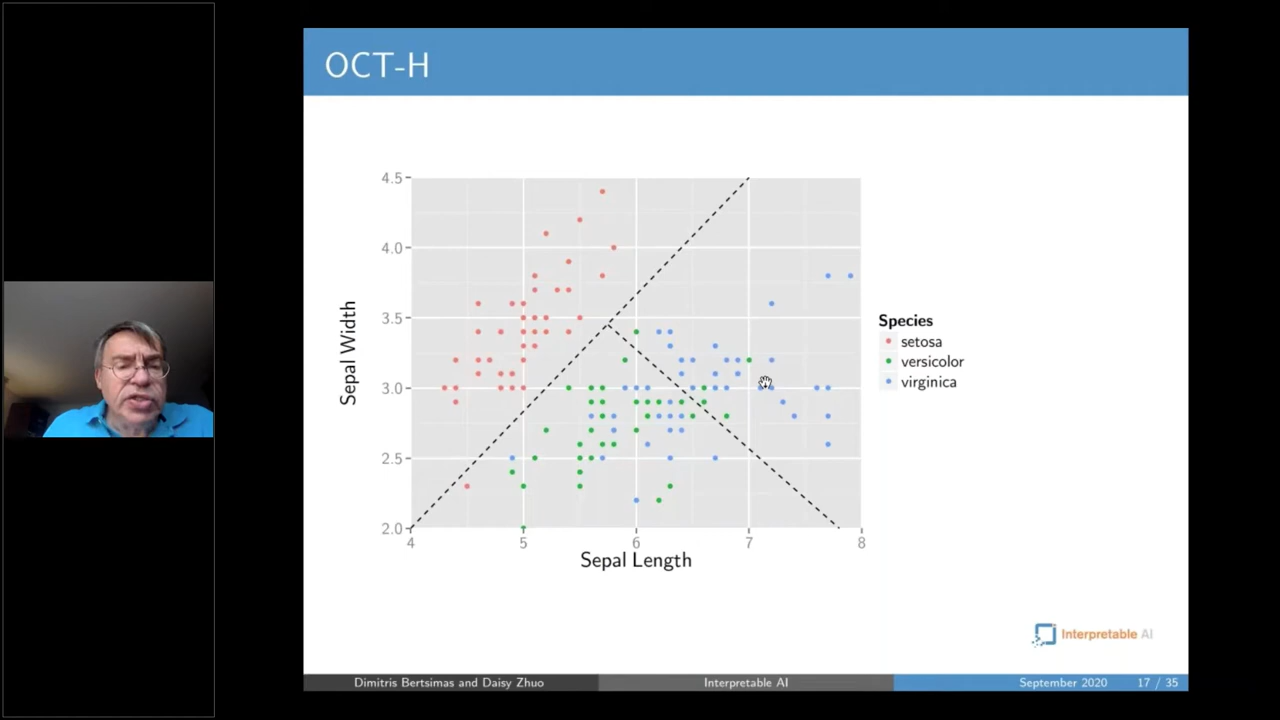 OCT-H
4.5
4.0
3.5
3.0
2.5
2.0
4
5
6
7
8
Sepal Width
Sepal Length
Species
setosa
versicolor
virginica
Interpretable AI
Dimitris Bertsimas and Daisy Zhuo
Interpretable AI
September 2020
17 / 35